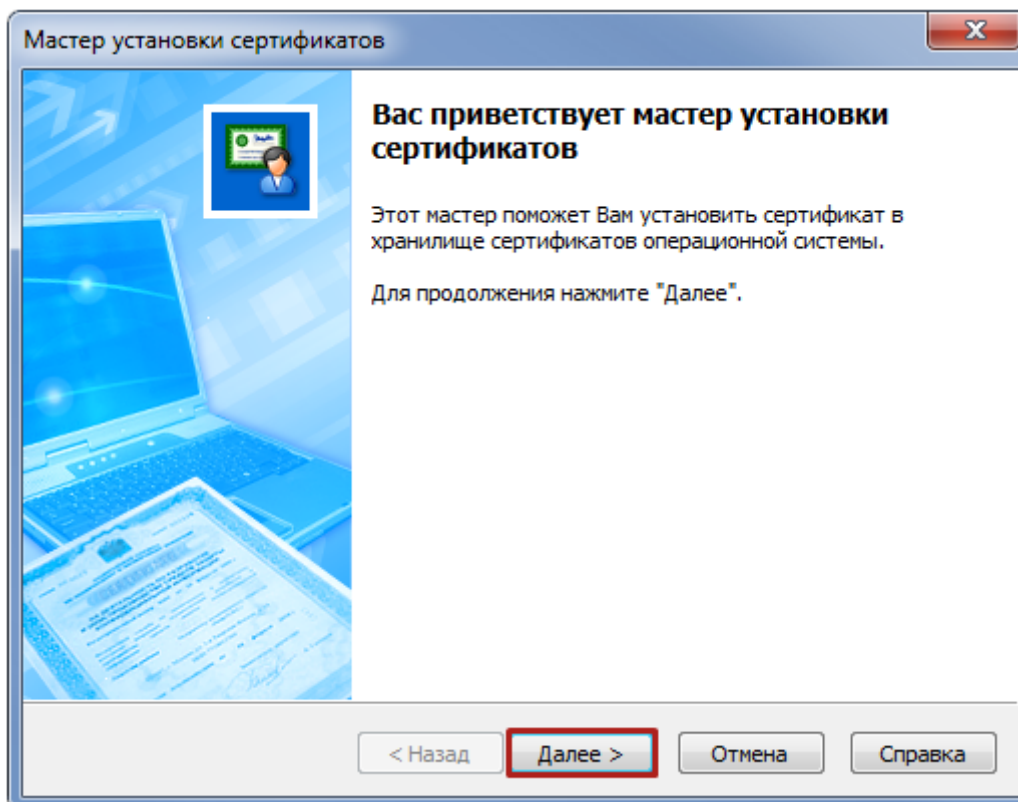 Мастер установки сертификатов
Вас приветствует мастер установки
сертификатов
Этот мастер поможет Вам установить сертификат в
хранилище сертификатов операционной системы.
Для продолжения нажмите "Далее".
< Назад
Далее >
Отмена
Справка